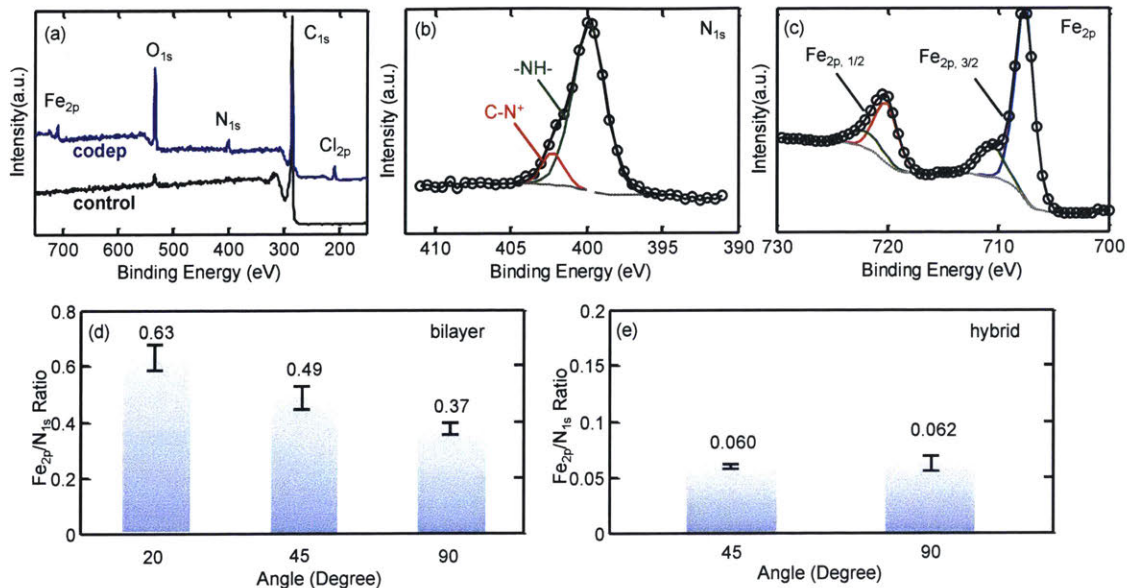 (a)
O1s
C1s
Fe2p
N1s
Cl2p
codep
control
Intensity(a.u.)
700 600 500 400 300 200
Binding Energy (eV)
(b)
N1s
-NH-
C-N+
Intensity(a.u.)
410 405 400 395 390
Binding Energy (eV)
(c)
Fe2p
Fe2p, 1/2
Fe2p, 3/2
Intensity(a.u.)
730 720 710 700
Binding Energy (eV)
(d)
bilayer
0.63
0.49
0.37
0.8
0.6
0.4
0.2
0
Fe2p/N1s Ratio
20 45 90
Angle (Degree)
(e)
hybrid
0.060
0.062
0.2
0.15
0.1
0.05
0
Fe2p/N1s Ratio
45 90
Angle (Degree)